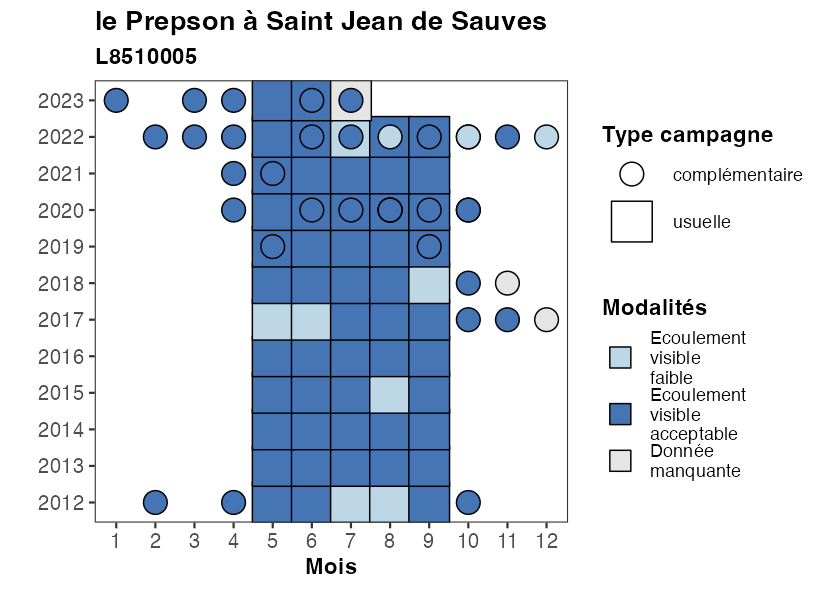 le Prepson à Saint Jean de Sauves
L8510005
2023
2022
2021
2020
2019
2018
2017
2016
2015
2014
2013
2012
1 2 3 4 5 6 7 8 9 10 11 12
Mois
Type campagne
complémentaire
usuelle
Modalités
Ecoulement
visible
faible
Ecoulement
visible
acceptable
Donnée
manquante